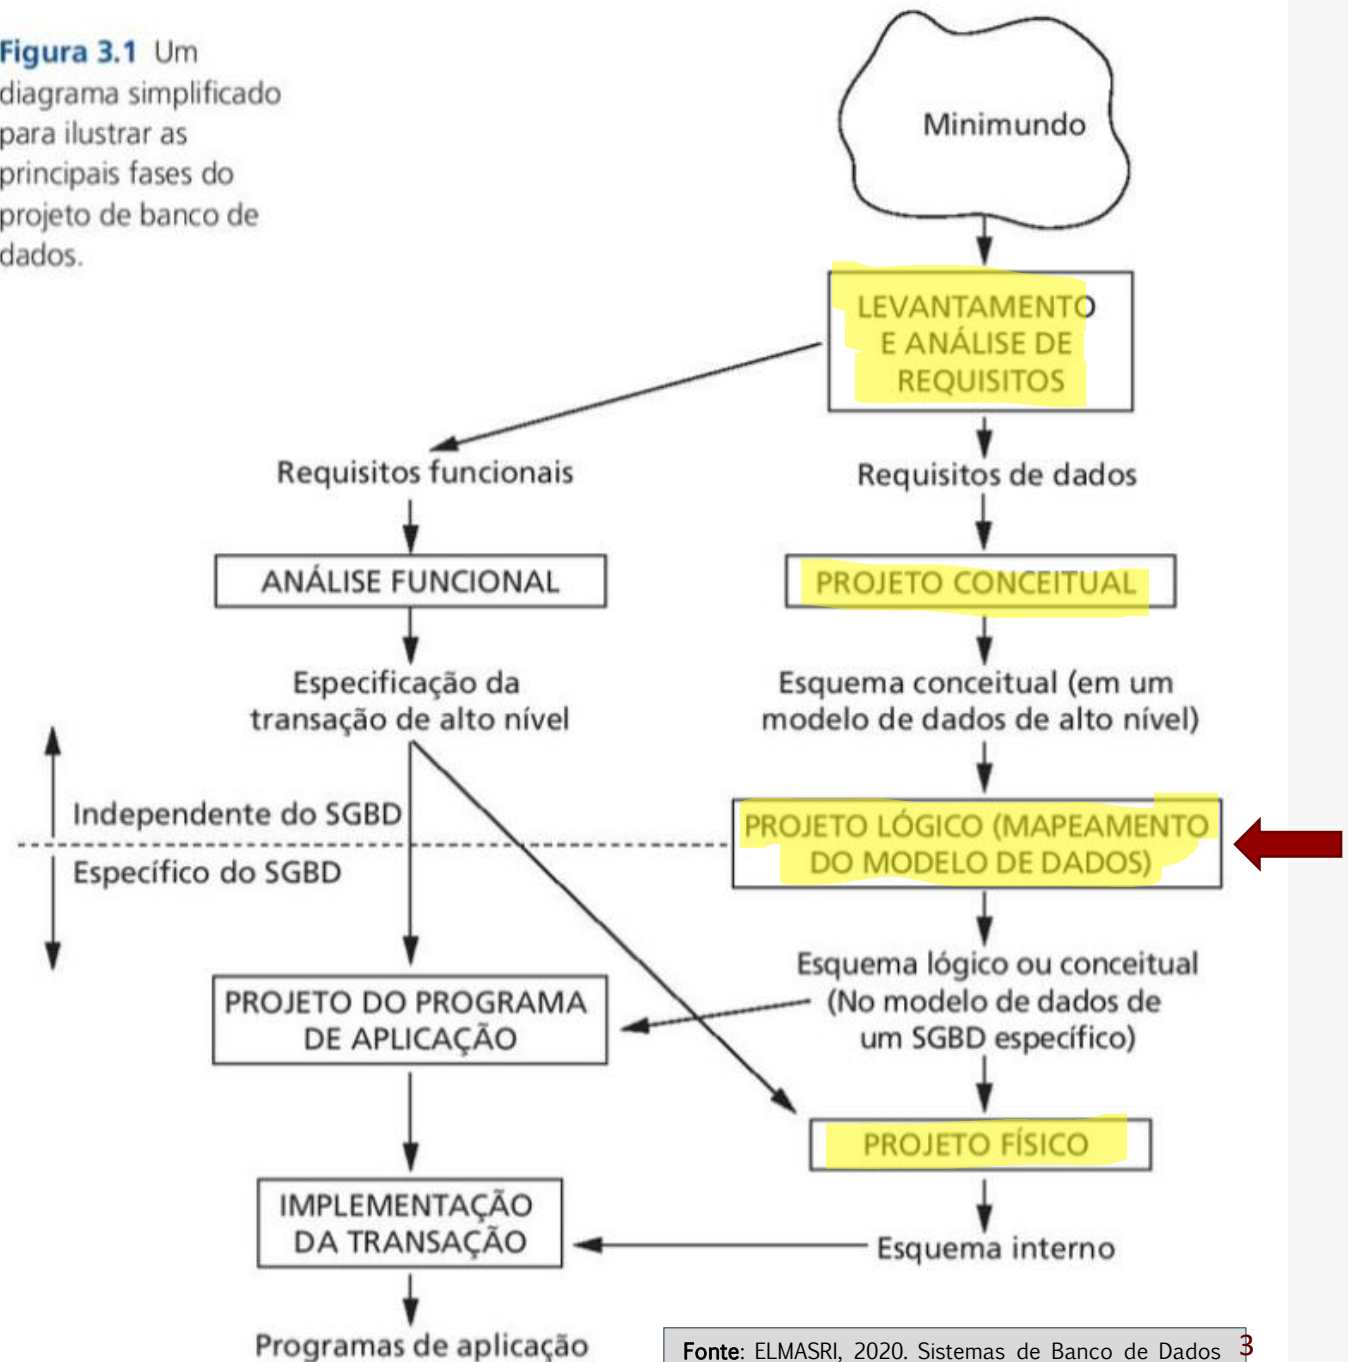 Figura 3.1 Um
diagrama simplificado
para ilustrar as
principais fases do
projeto de banco de
dados.
Minimundo
LEVANTAMENTO
E ANÁLISE DE
REQUISITOS
Requisitos funcionais
Requisitos de dados
ANÁLISE FUNCIONAL
PROJETO CONCEITUAL
Especificação da
transação de alto nível
Esquema conceitual (em um
modelo de dados de alto nível)
Independente do SGBD
Específico do SGBD
PROJETO LÓGICO (MAPEAMENTO
DO MODELO DE DADOS)
Esquema lógico ou conceitual
(No modelo de dados de
um SGBD específico)
PROJETO DO PROGRAMA
DE APLICAÇÃO
PROJETO FÍSICO
IMPLEMENTAÇÃO
DA TRANSAÇÃO
Esquema interno
Programas de aplicação
Fonte: ELMASRI, 2020. Sistemas de Banco de Dados
3